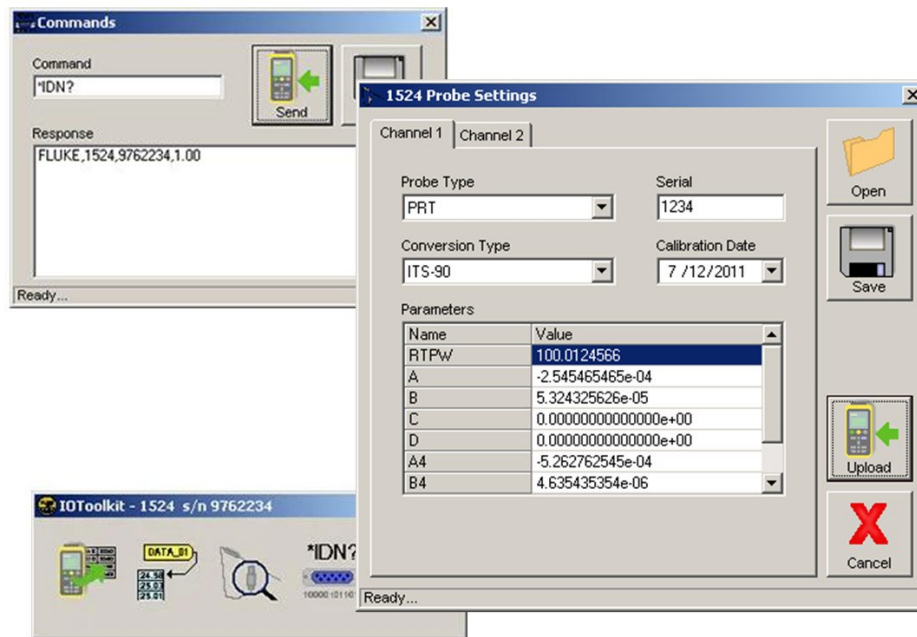 Commands
Command
*IDN?
Send
Response
FLUKE,1524,9762234,1.00
Ready...
1524 Probe Settings
Channel 1
Channel 2
Probe Type
Serial
PRT
1234
Conversion Type
Calibration Date
ITS-90
7 /12/2011
Parameters
Name Value
RTPW 100.0124566
A -2.545465465e-04
B 5.324325626e-05
C 0.00000000000000e+00
D 0.00000000000000e+00
A4 -5.262762545e-04
B4 4.635435354e-06
Open
Save
Upload
Cancel
Ready...
IOToolkit - 1524 s/n 9762234
DATA_01
24.98
25.03
25.01
*IDN?